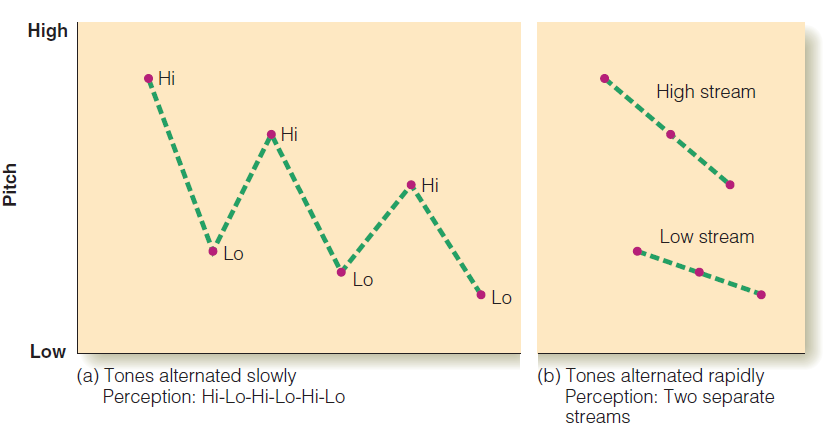 High
Pitch
Low
Hi
Lo
Hi
Lo
Hi
Lo
(a) Tones alternated slowly
Perception: Hi-Lo-Hi-Lo-Hi-Lo
High stream
Low stream
(b) Tones alternated rapidly
Perception: Two separate
streams